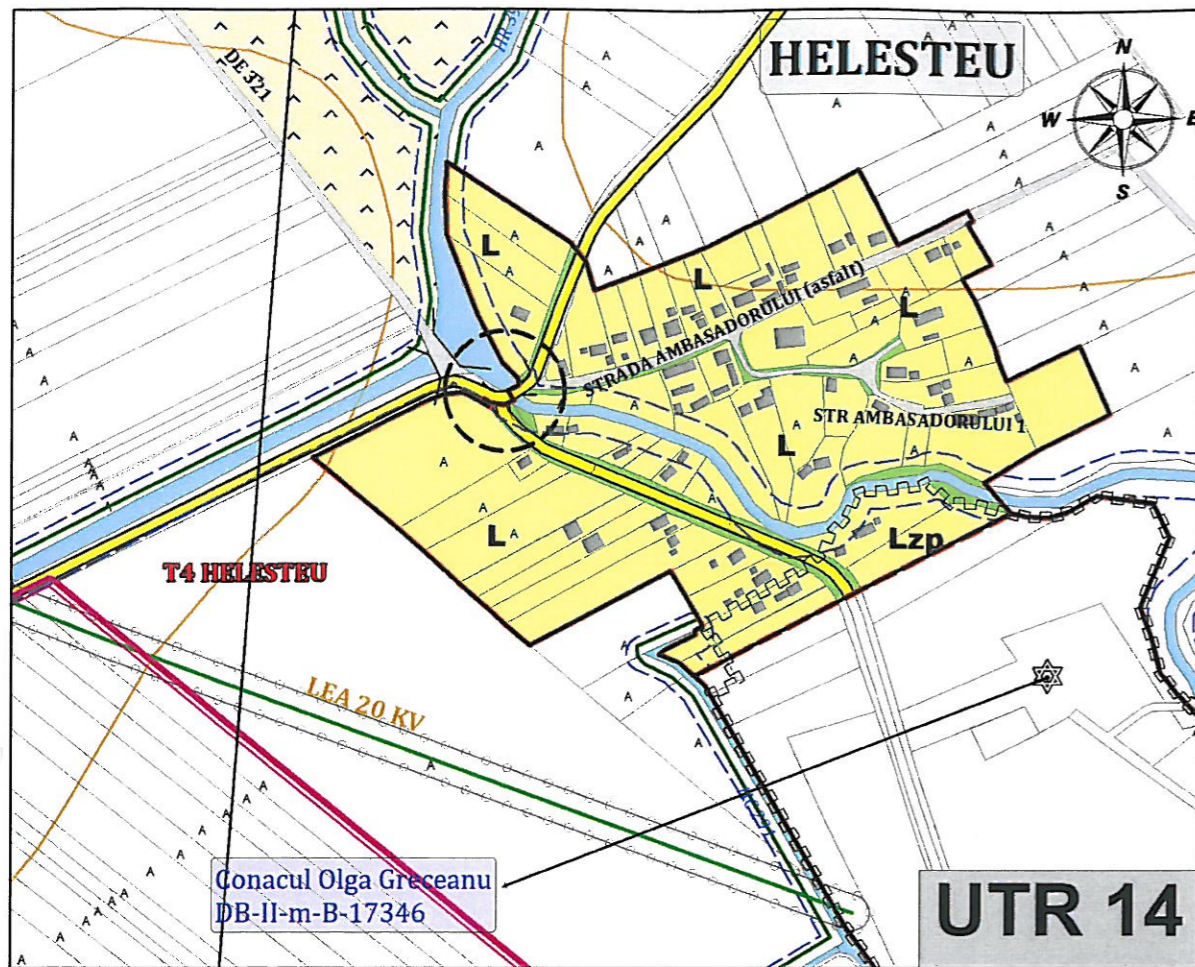 HELESTEU
N
W
E
S
DE 321
L
L
L
STRADA AMBASADORULUI (asfalt)
STR AMBASADORULUI 1
L
L
Lzp
T4 HELESTEU
LEA 20 KV
Conacul Olga Greceanu
DB-II-m-B-17346
UTR 14